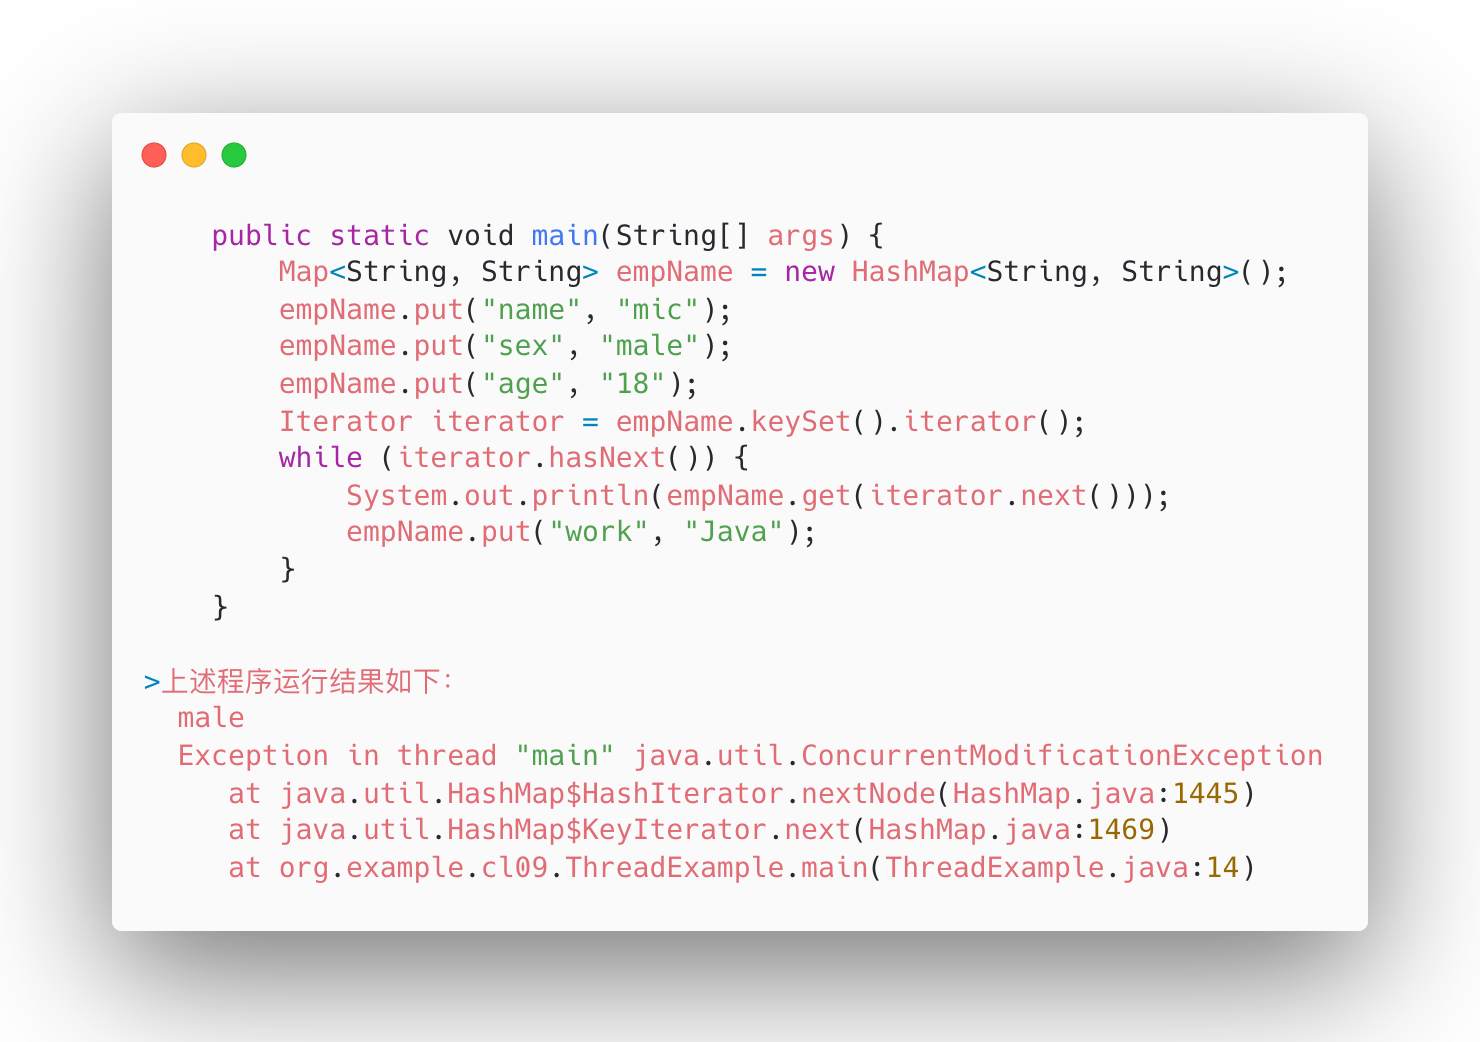 public static void main(String[] args) {
Map<String, String> empName = new HashMap<String, String>();
empName.put("name", "mic");
empName.put("sex", "male");
empName.put("age", "18");
Iterator iterator = empName.keySet().iterator();
while (iterator.hasNext()) {
System.out.println(empName.get(iterator.next()));
empName.put("work", "Java");
}
}
>上述程序运行结果如下：
male
Exception in thread "main" java.util.ConcurrentModificationException
at java.util.HashMap$HashIterator.nextNode(HashMap.java:1445)
at java.util.HashMap$KeyIterator.next(HashMap.java:1469)
at org.example.cl09.ThreadExample.main(ThreadExample.java:14)